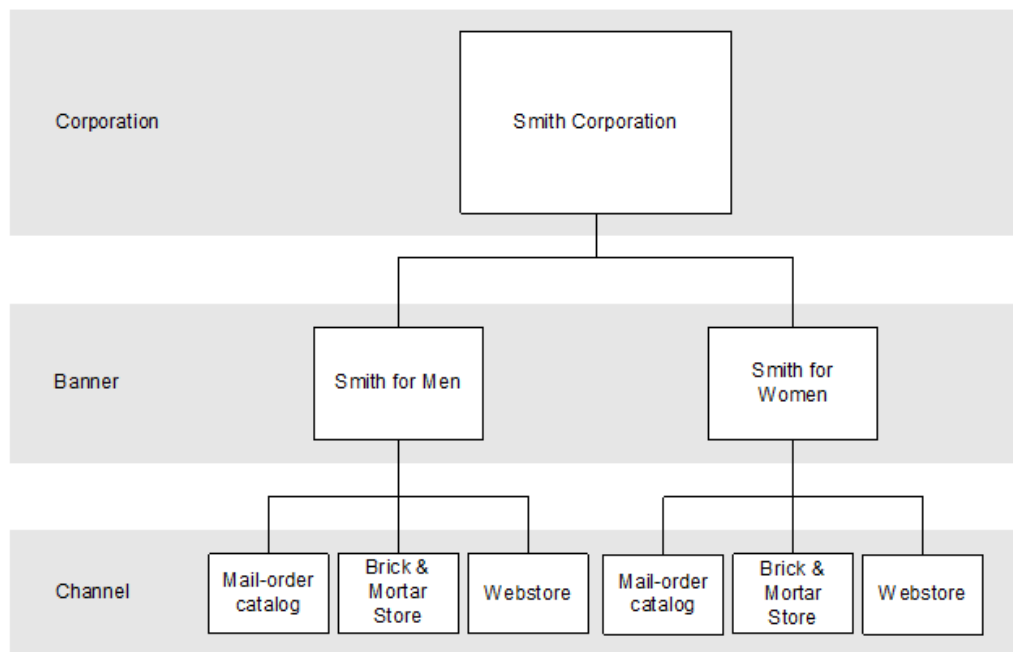 Corporation
Smith Corporation
Banner
Smith for Men
Smith for
Women
Channel
Mail-order
catalog
Brick &
Mortar
Store
Webstore
Mail-order
catalog
Brick &
Mortar
Store
Webstore